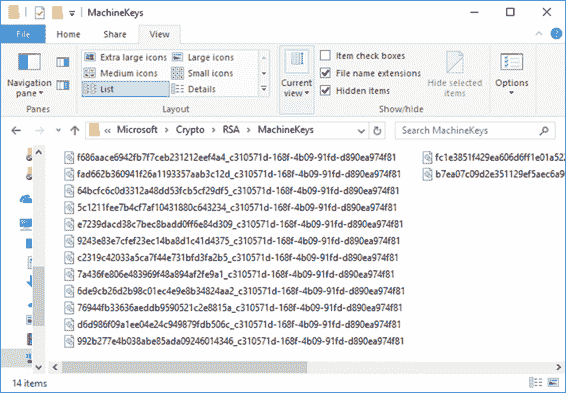 MachineKeys
File Home Share View
Navigation pane
Extra large icons Large icons
Medium icons Small icons
List Details
Current view
Item check boxes
File name extensions
Hidden items
Hide selected items
Options
Panes Layout Show/hide
« Microsoft > Crypto > RSA > MachineKeys
Search MachineKeys
f686aace6942fb7f7ceb231212eef4a4_c310571d-168f-4b09-91fd-d890ea974f81
fad662b360941f26a1193357aab3c12d_c310571d-168f-4b09-91fd-d890ea974f81
64bcfc6c0d3312a48dd53fcb5cf29df5_c310571d-168f-4b09-91fd-d890ea974f81
5c1211fee7b4cf7af10431880c643234_c310571d-168f-4b09-91fd-d890ea974f81
e7239dacd38c7bec8badd0ff6e84d309_c310571d-168f-4b09-91fd-d890ea974f81
9243e83e7cfef23ec14ba8d1c41d4375_c310571d-168f-4b09-91fd-d890ea974f81
c2319c42033a5ca7f44e731bfd3fa2b5_c310571d-168f-4b09-91fd-d890ea974f81
7a436fe806e483969f48a894af2fe9a1_c310571d-168f-4b09-91fd-d890ea974f81
6de9cb26d2b98c01ec4e9e8b34824aa2_c310571d-168f-4b09-91fd-d890ea974f81
76944fb33636aeddb9590521c2e8815a_c310571d-168f-4b09-91fd-d890ea974f81
d6d986f09a1ee04e24c949879fdb506c_c310571d-168f-4b09-91fd-d890ea974f81
992b277e4b038abe85ada09246014346_c310571d-168f-4b09-91fd-d890ea974f81
fc1e3851f429ea606d6ff1e01a52
b7ea07c09d2e351129ef5aec6a9
14 items